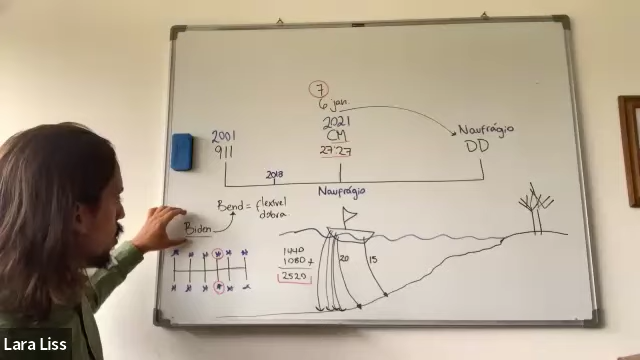 7
6 jan.
2021
CM
27'27
2001
911
2018
Naufrágio
DD
Naufrágio
Bend = flexível
dobra
Biden
1440
1080 +
2520
20
15
Lara Liss